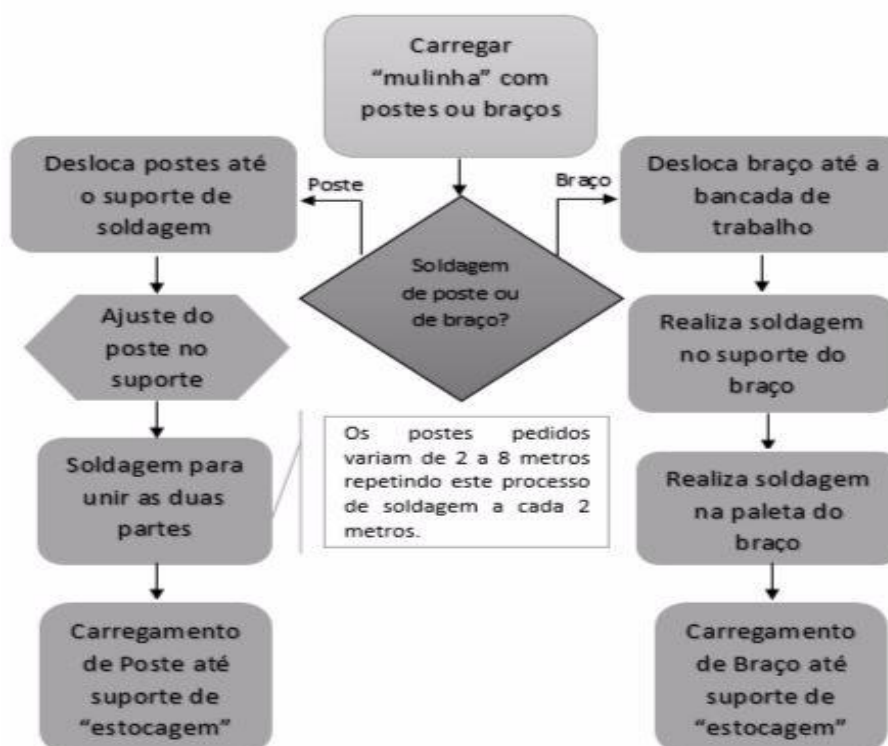 Carregar
“mulinha” com
postes ou braços
Desloca postes até
o suporte de
soldagem
Poste
Braço
Desloca braço até a
bancada de
trabalho
Soldagem
de poste ou
de braço?
Ajuste do
poste no
suporte
Realiza soldagem
no suporte do
braço
Os postes pedidos
variam de 2 a 8 metros
repetindo este processo
de soldagem a cada 2
metros.
Soldagem para
unir as duas
partes
Realiza soldagem
na paleta do
braço
Carregamento
de Poste até
suporte de
“estocagem”
Carregamento
de Braço até
suporte de
“estocagem”